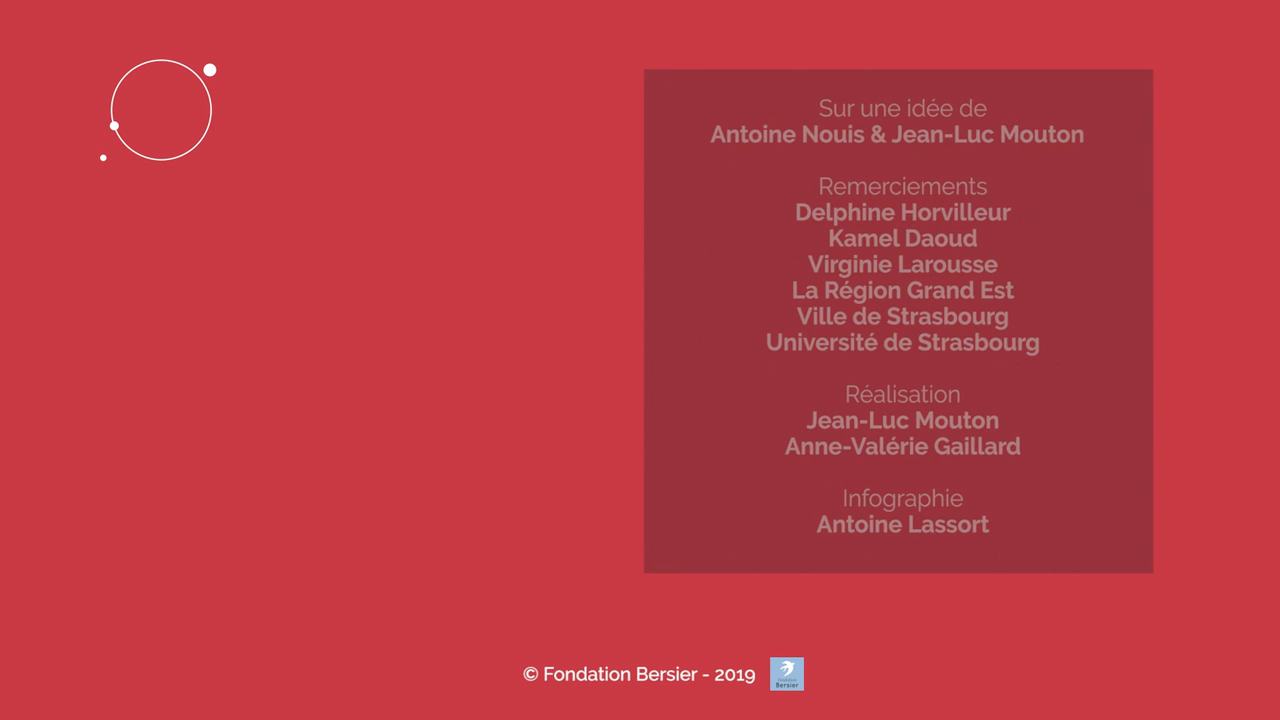 Sur une idée de
Antoine Nouis & Jean-Luc Mouton
Remerciements
Delphine Horvilleur
Kamel Daoud
Virginie Larousse
La Région Grand Est
Ville de Strasbourg
Université de Strasbourg
Réalisation
Jean-Luc Mouton
Anne-Valérie Gaillard
Infographie
Antoine Lassort
© Fondation Bersier - 2019
Fondation
Bersier